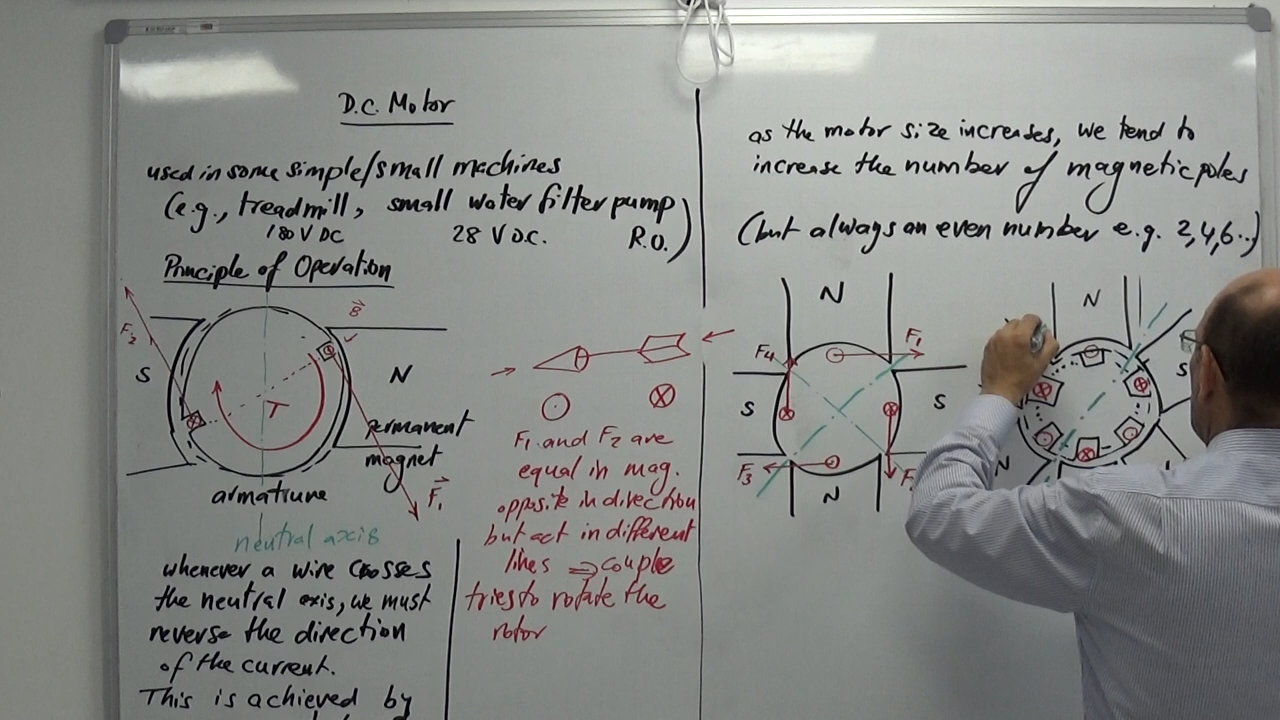 D.C. Motor
used in some simple/small machines
(e.g., treadmill, small water filter pump)
180 V DC 28 V D.C. R.O.
Principle of Operation
F₂
B
S
N
T
permanent
magnet
F₁
armatrune
neutral axis
whenever a wire crosses
the neutral axis, we must
reverse the direction
of the current.
This is achieved by
F₁ and F₂ are
equal in mag.
opposite in direction
but act in different
lines ⇒ couple
tries to rotate the
rotor
as the motor size increases, we tend to
increase the number of magnetic poles
(but always an even number e.g. 2,4,6...)
N
F₁
F₄
S
S
F₃
N
N
S
N